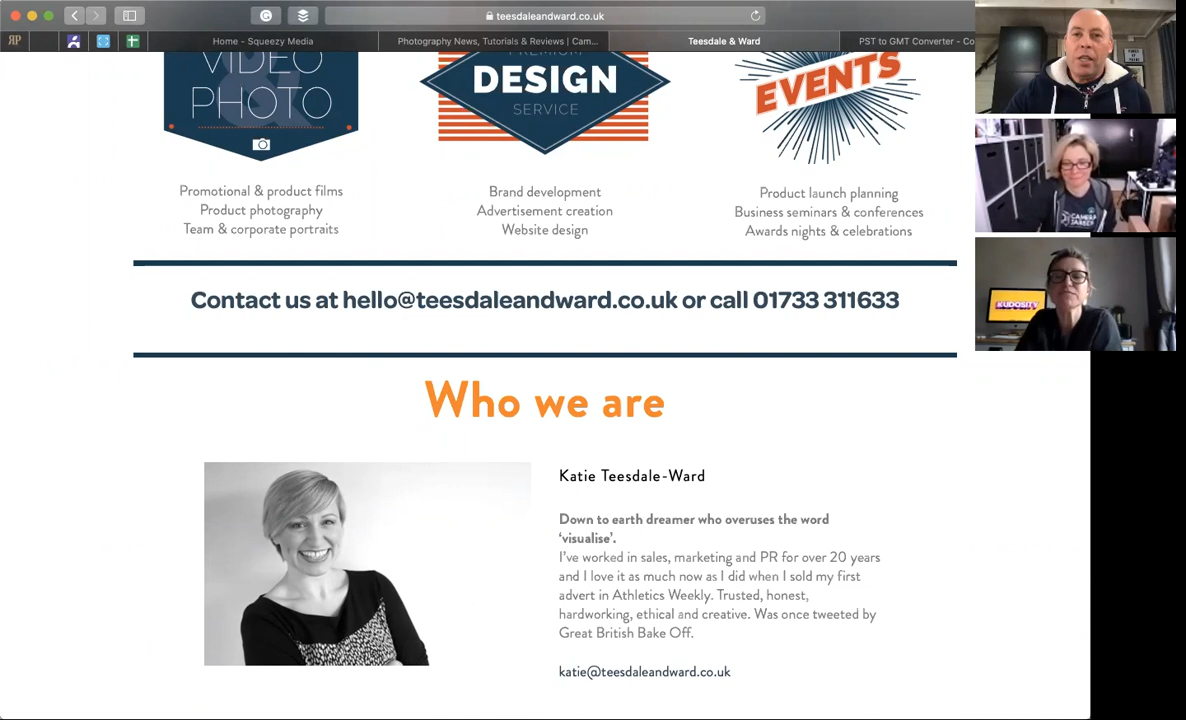 teesdaleandward.co.uk
Home - Squeezy Media
Photography News, Tutorials & Reviews | Cam...
Teesdale & Ward
PST to GMT Converter - Co
VIDEO
&
PHOTO
PREMIUM
DESIGN
SERVICE
EVENTS
Promotional & product films
Product photography
Team & corporate portraits
Brand development
Advertisement creation
Website design
Product launch planning
Business seminars & conferences
Awards nights & celebrations
Contact us at hello@teesdaleandward.co.uk or call 01733 311633
Who we are
Katie Teesdale-Ward
Down to earth dreamer who overuses the word
‘visualise’.
I’ve worked in sales, marketing and PR for over 20 years
and I love it as much now as I did when I sold my first
advert in Athletics Weekly. Trusted, honest,
hardworking, ethical and creative. Was once tweeted by
Great British Bake Off.
katie@teesdaleandward.co.uk
CAMERA
JABBER
KUDOSITY